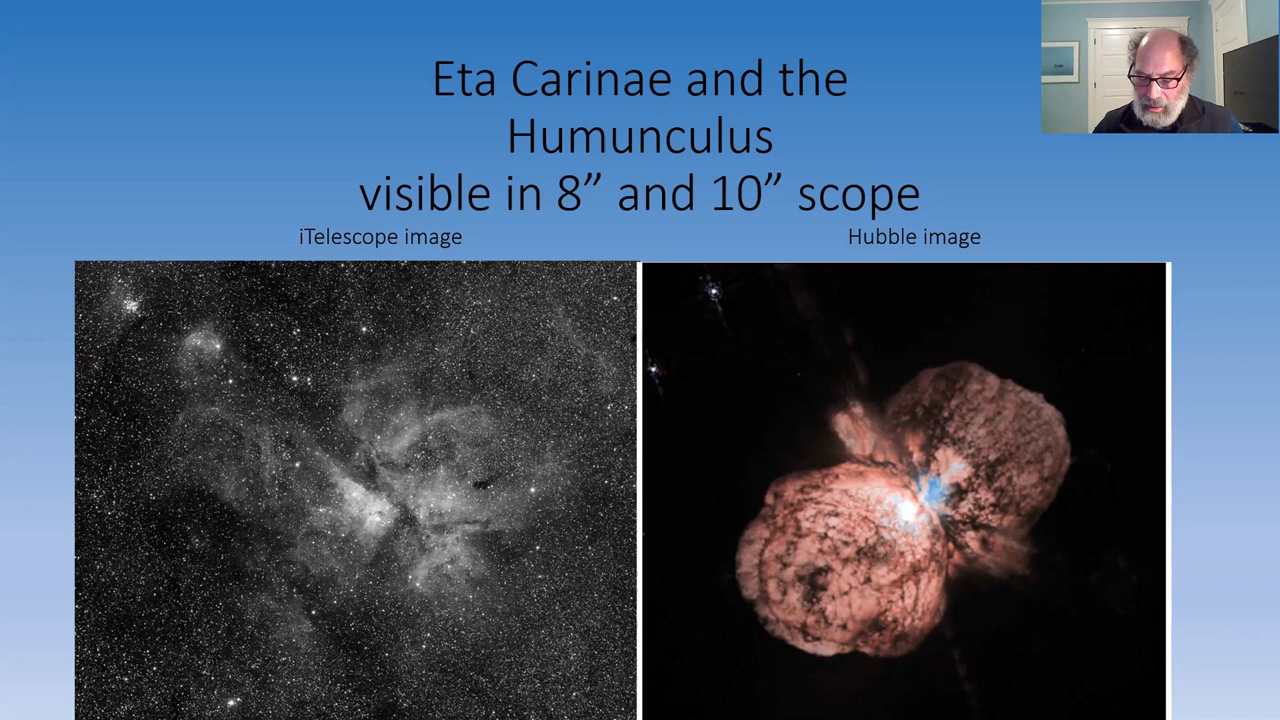 Eta Carinae and the
Humunculus
visible in 8” and 10” scope
iTelescope image
Hubble image